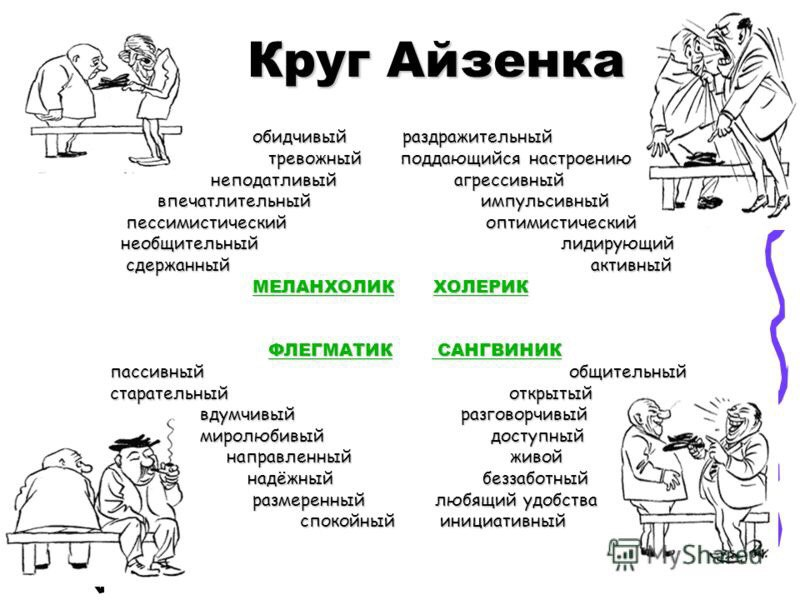 Круг Айзенка
обидчивый раздражительный
тревожный поддающийся настроению
неподатливый агрессивный
впечатлительный импульсивный
пессимистический оптимистический
необщительный лидирующий
сдержанный активный
МЕЛАНХОЛИК ХОЛЕРИК
ФЛЕГМАТИК САНГВИНИК
пассивный общительный
старательный открытый
вдумчивый разговорчивый
миролюбивый доступный
направленный живой
надёжный беззаботный
размеренный любящий удобства
спокойный инициативный
MyShared